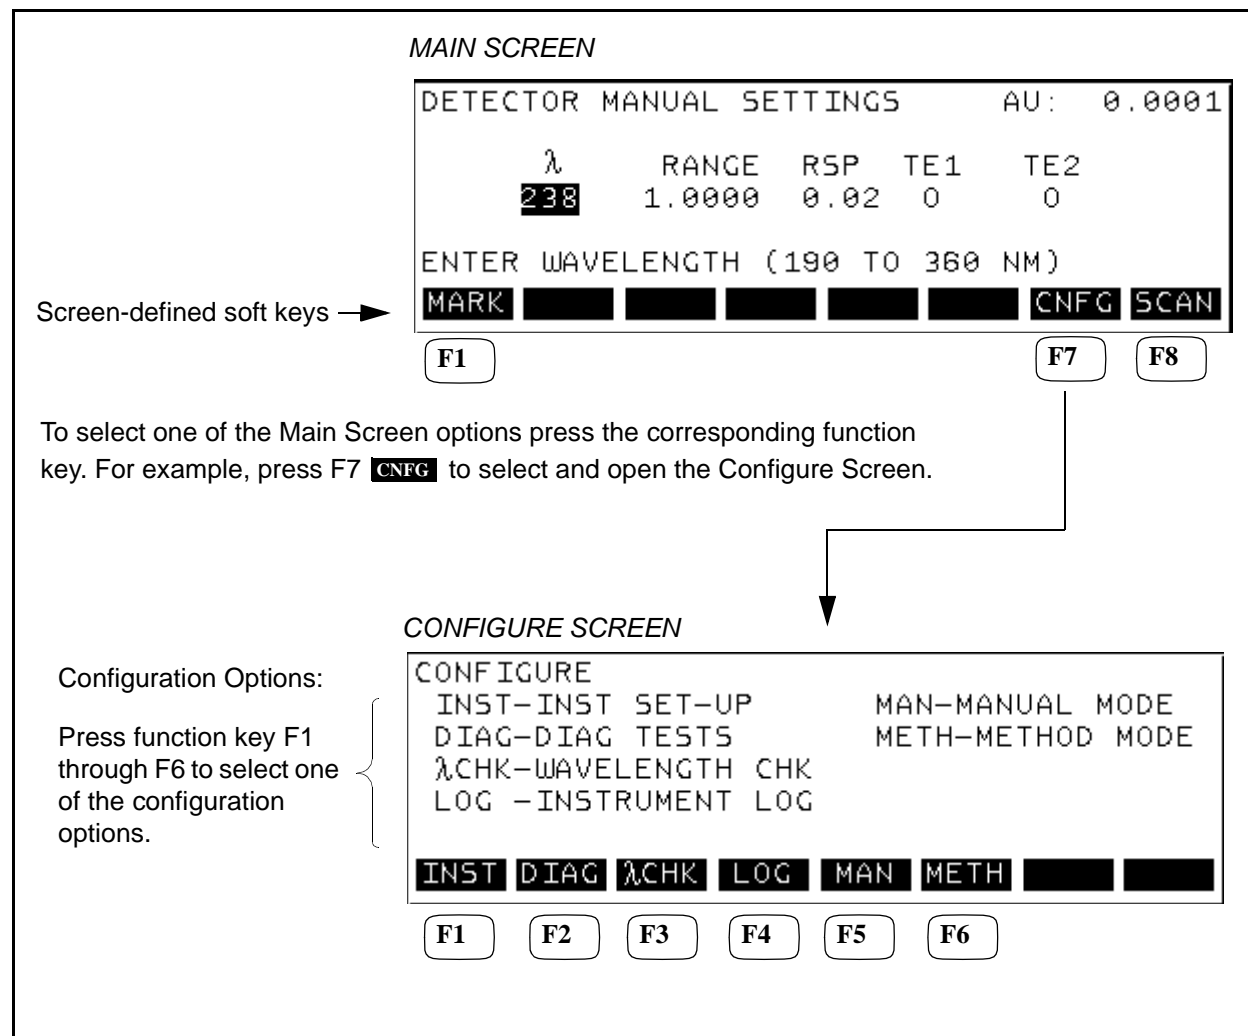 MAIN SCREEN
DETECTOR MANUAL SETTINGS AU: 0.0001
λ RANGE RSP TE1 TE2
238 1.0000 0.02 O O
ENTER WAVELENGTH (190 TO 360 NM)
Screen-defined soft keys
MARK CNFG SCAN
F1 F7 F8
To select one of the Main Screen options press the corresponding function
key. For example, press F7 CNFG to select and open the Configure Screen.
CONFIGURE SCREEN
Configuration Options:
Press function key F1
through F6 to select one
of the configuration
options.
CONFIGURE
INST–INST SET–UP MAN–MANUAL MODE
DIAG–DIAG TESTS METH–METHOD MODE
λCHK–WAVELENGTH CHK
LOG –INSTRUMENT LOG
INST DIAG λCHK LOG MAN METH
F1 F2 F3 F4 F5 F6